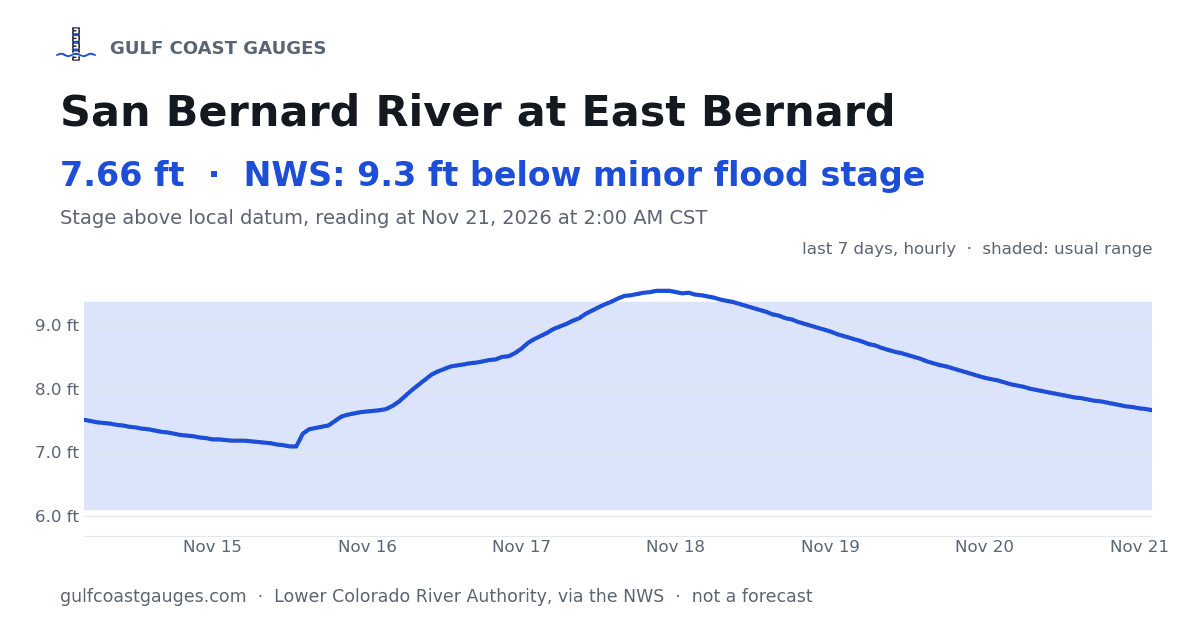 GULF COAST GAUGES
San Bernard River at East Bernard
7.66 ft · NWS: 9.3 ft below minor flood stage
Stage above local datum, reading at Nov 21, 2026 at 2:00 AM CST
last 7 days, hourly · shaded: usual range
9.0 ft
8.0 ft
7.0 ft
6.0 ft
Nov 15 Nov 16 Nov 17 Nov 18 Nov 19 Nov 20 Nov 21
gulfcoastgauges.com · Lower Colorado River Authority, via the NWS · not a forecast